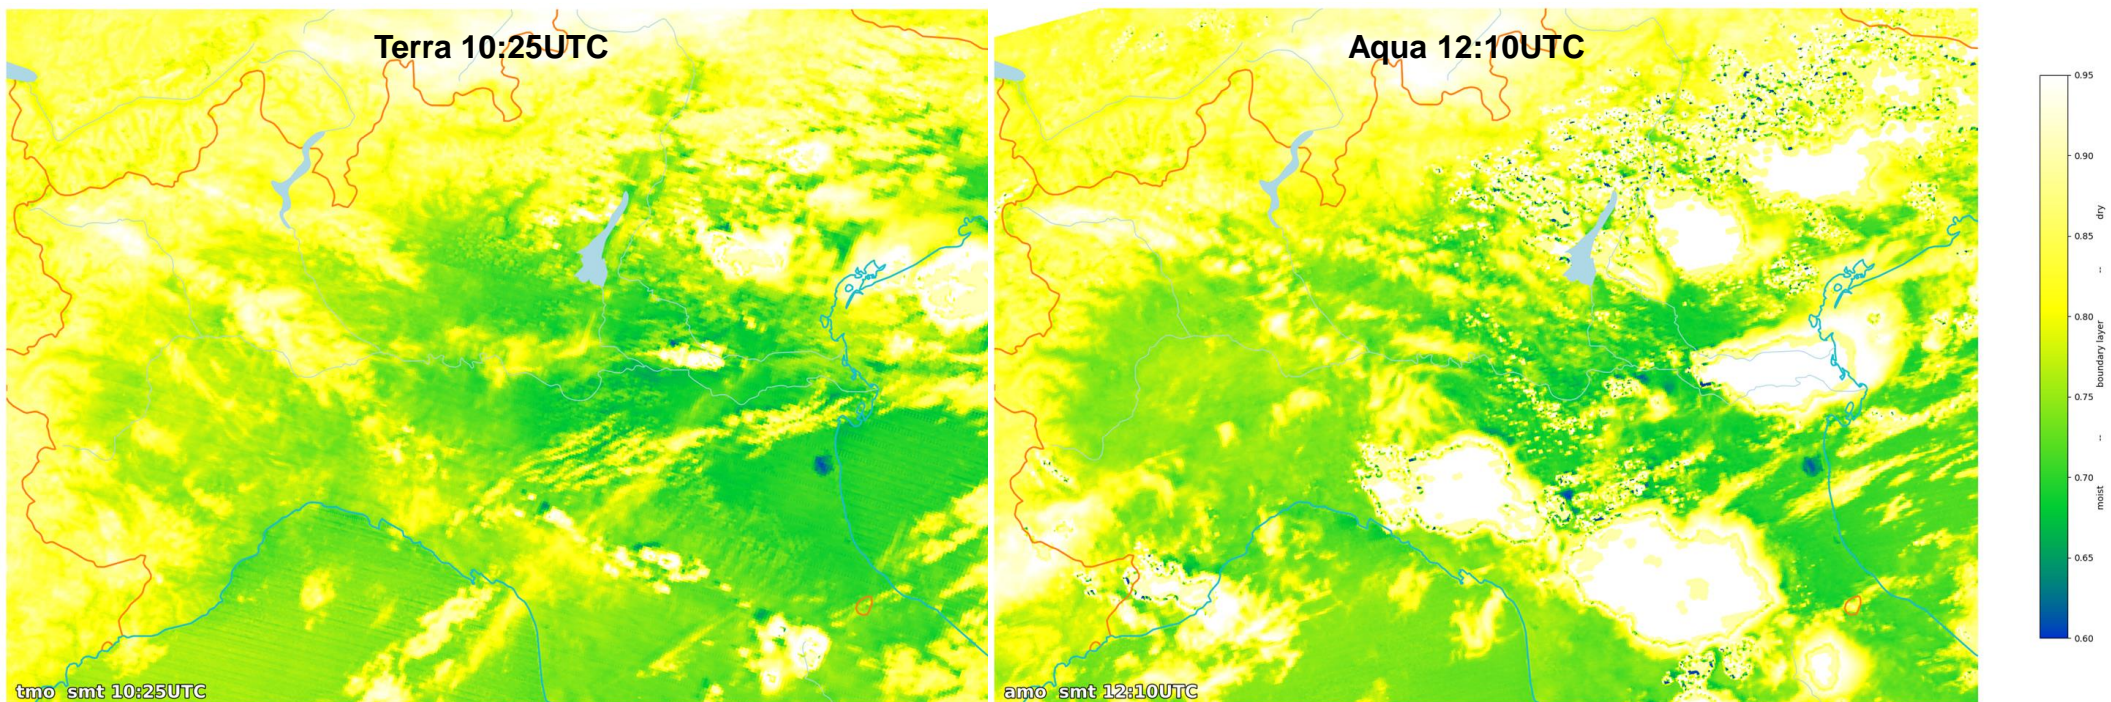 Terra 10:25UTC
Aqua 12:10UTC
tmo smt 10:25UTC
amo smt 12:10UTC
0.95
0.90
0.85
0.80
0.75
0.70
0.65
0.60
moist -- boundary layer -- dry